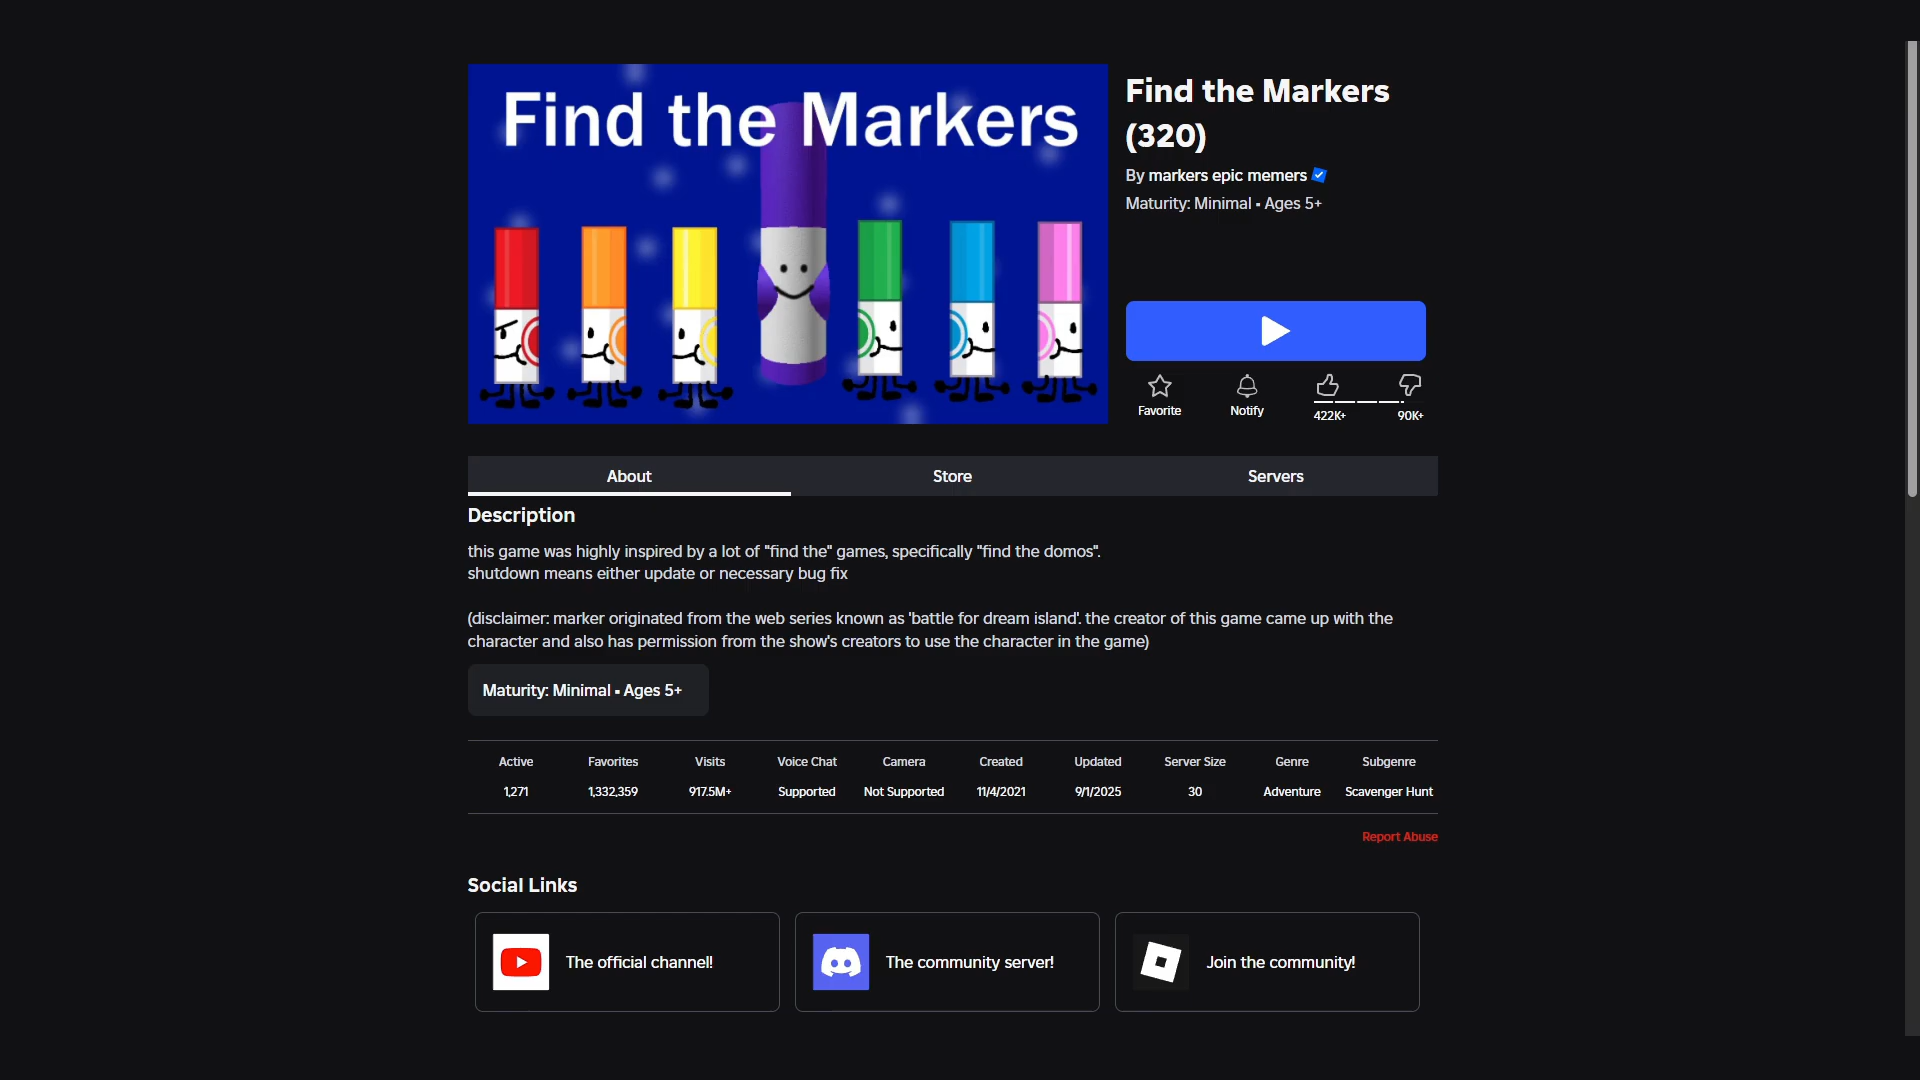 Find the Markers
Find the Markers
(320)
By markers epic memers
Maturity: Minimal • Ages 5+
Favorite
Notify
422K+
90K+
About
Store
Servers
Description
this game was highly inspired by a lot of "find the" games, specifically "find the domos".
shutdown means either update or necessary bug fix
(disclaimer: marker originated from the web series known as 'battle for dream island'. the creator of this game came up with the
character and also has permission from the show's creators to use the character in the game)
Maturity: Minimal • Ages 5+
Active Favorites Visits Voice Chat Camera Created Updated Server Size Genre Subgenre
1,271 1,332,359 917.5M+ Supported Not Supported 11/4/2021 9/1/2025 30 Adventure Scavenger Hunt
Report Abuse
Social Links
The official channel!
The community server!
Join the community!